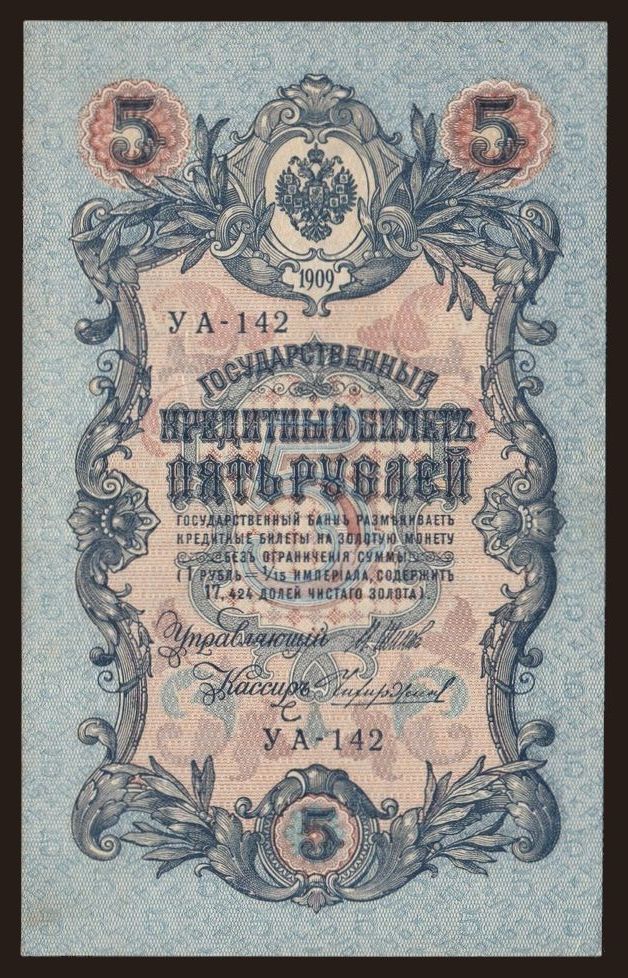 5 5
1909
УА-142
ГОСУДАРСТВЕННЫЙ
КРЕДИТНЫЙ БИЛЕТЪ
ПЯТЬ РУБЛЕЙ
ГОСУДАРСТВЕННЫЙ БАНКЪ РАЗМѢНИВАЕТЪ
КРЕДИТНЫЕ БИЛЕТЫ НА ЗОЛОТУЮ МОНЕТУ
БЕЗЪ ОГРАНИЧЕНІЯ СУММЫ
(1 РУБЛЬ = 1/15 ИМПЕРІАЛА, СОДЕРЖИТЪ
17,424 ДОЛЕЙ ЧИСТАГО ЗОЛОТА).
Управляющій
Кассиръ
УА-142
5